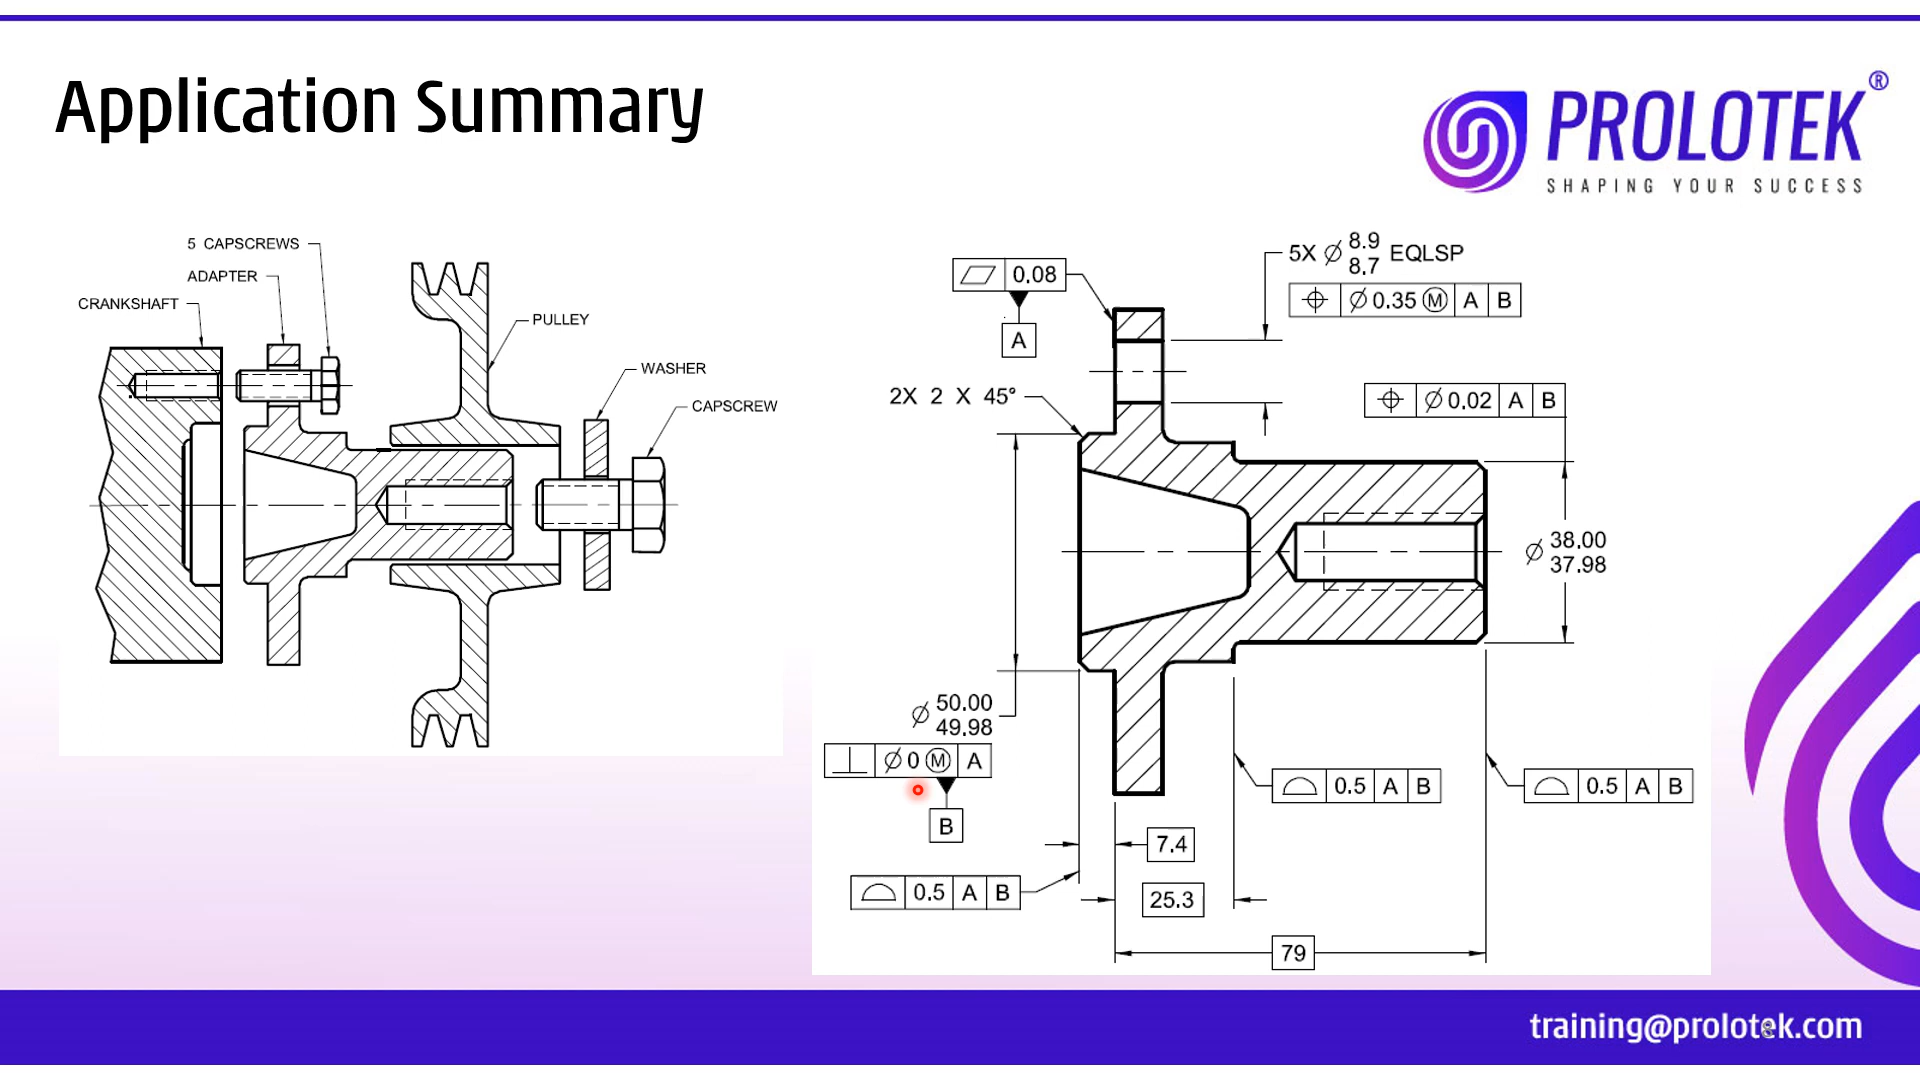 Application Summary
PROLOTEK®
SHAPING YOUR SUCCESS
5 CAPSCREWS
ADAPTER
CRANKSHAFT
PULLEY
WASHER
CAPSCREW
⏥ 0.08
A
5X ⌀ 8.9
8.7 EQLSP
⌖ ⌀ 0.35 Ⓜ A B
2X 2 X 45°
⌖ ⌀ 0.02 A B
⌀ 38.00
37.98
⌀ 50.00
49.98
⟂ ⌀ 0 Ⓜ A
B
⌓ 0.5 A B
⌓ 0.5 A B
7.4
⌓ 0.5 A B
25.3
79
training@prolotek.com
8